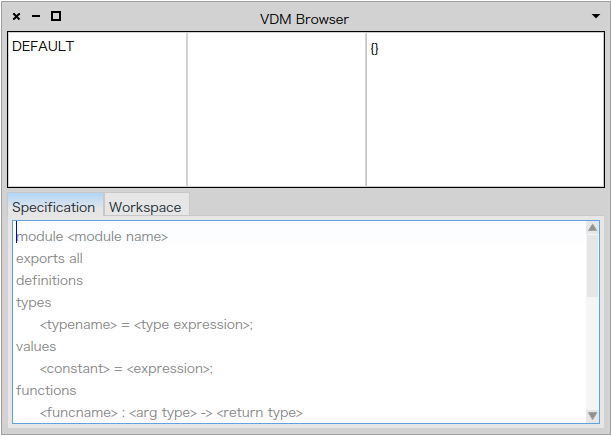 VDM Browser
DEFAULT
{}
Specification Workspace
module <module name>
exports all
definitions
types
<typename> = <type expression>;
values
<constant> = <expression>;
functions
<funcname> : <arg type> -> <return type>